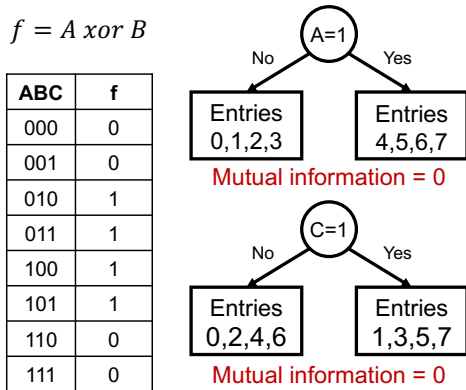 f = A xor B
ABC f
000 0
001 0
010 1
011 1
100 1
101 1
110 0
111 0
A=1
No Yes
Entries
0,1,2,3
Entries
4,5,6,7
Mutual information = 0
C=1
No Yes
Entries
0,2,4,6
Entries
1,3,5,7
Mutual information = 0